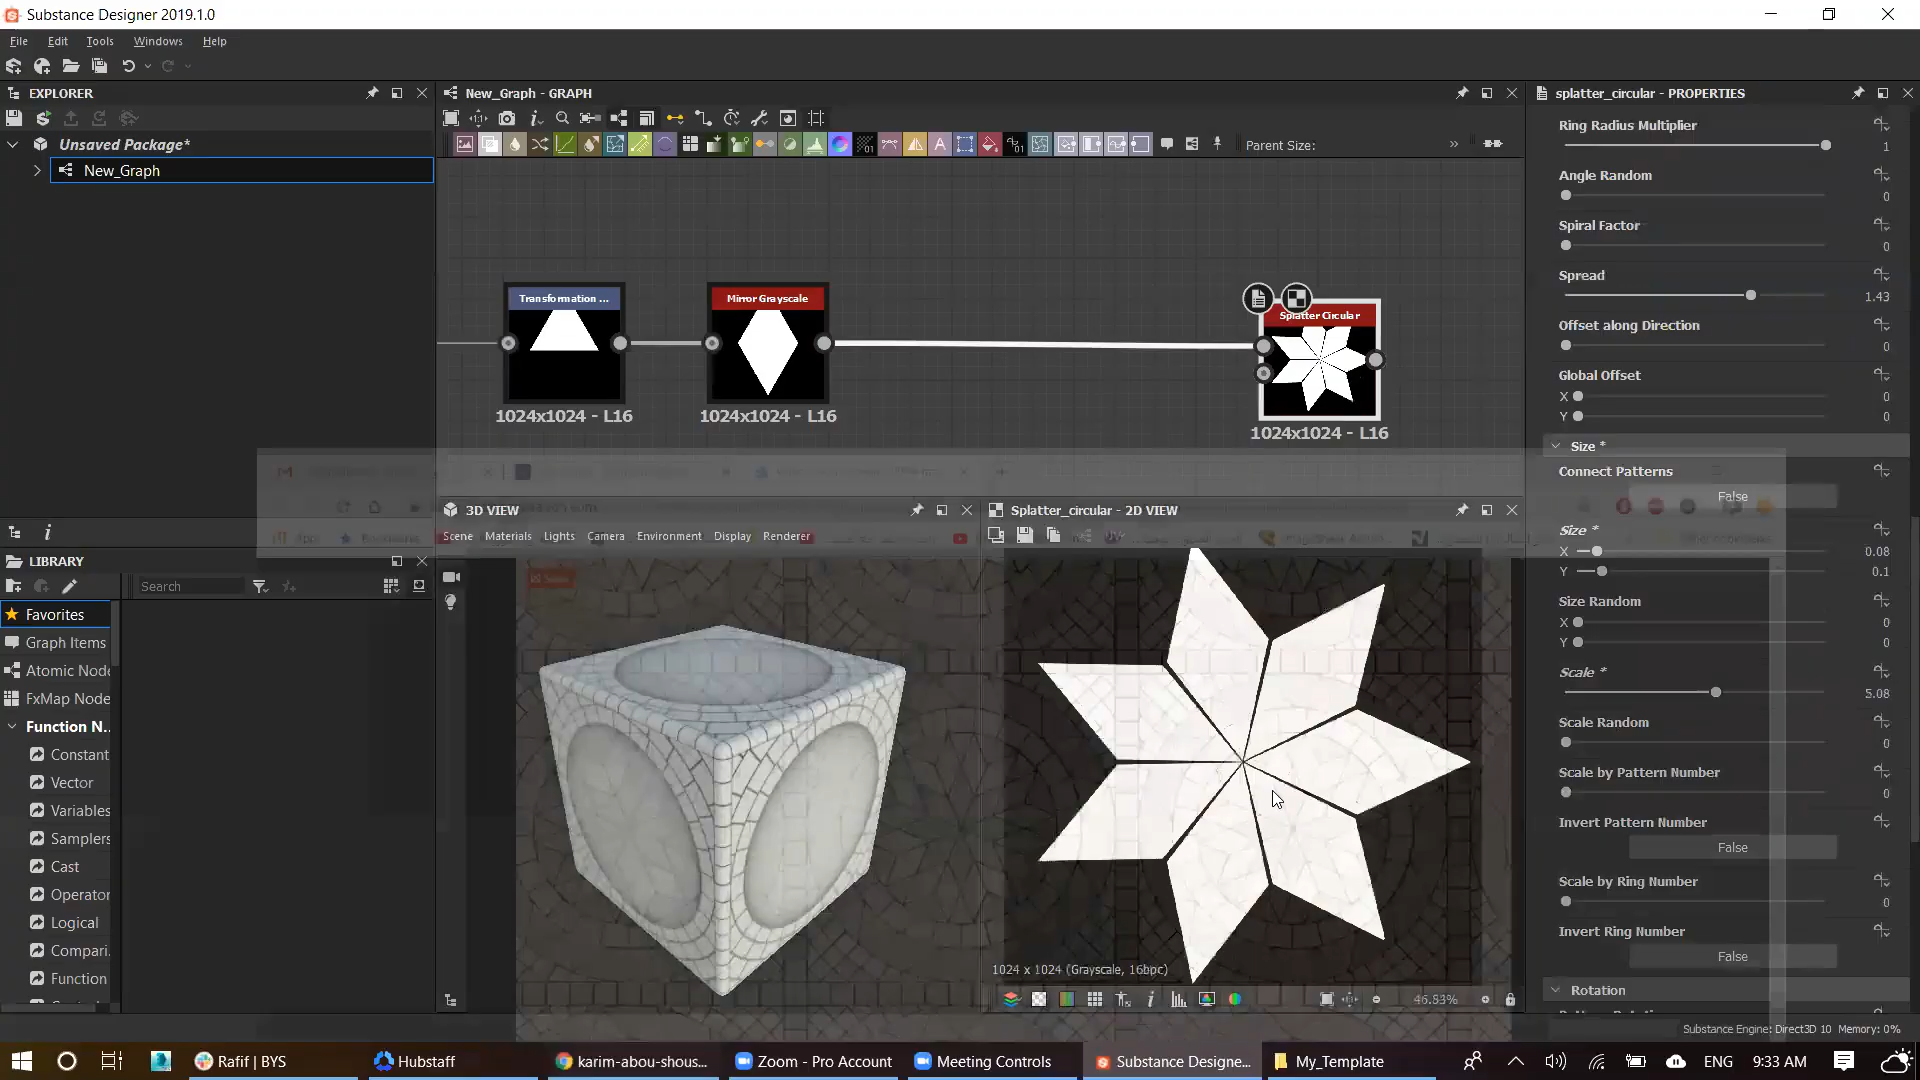 Substance Designer 2019.1.0
File Edit Tools Windows Help
EXPLORER
Unsaved Package*
New_Graph
New_Graph - GRAPH
Parent Size:
Transformation ...
1024x1024 - L16
Mirror Grayscale
1024x1024 - L16
Splatter Circular
1024x1024 - L16
LIBRARY
Search
Favorites
Graph Items
Atomic Node
FxMap Node
Function N...
Constant
Vector
Variables
Samplers
Cast
Operator
Logical
Compari
Function
3D VIEW
Scene Materials Lights Camera Environment Display Renderer
Splatter_circular - 2D VIEW
1024 x 1024 (Grayscale, 16bpc)
46.83%
splatter_circular - PROPERTIES
Ring Radius Multiplier
1
Angle Random
0
Spiral Factor
0
Spread
1.43
Offset along Direction
0
Global Offset
X 0
Y 0
Size *
Connect Patterns
False
Size *
X 0.08
Y 0.1
Size Random
X 0
Y 0
Scale *
5.08
Scale Random
0
Scale by Pattern Number
0
Invert Pattern Number
False
Scale by Ring Number
0
Invert Ring Number
False
Rotation
Substance Engine: Direct3D 10 Memory: 0%
Rafif | BYS
Hubstaff
karim-abou-shous...
Zoom - Pro Account
Meeting Controls
Substance Designe...
My_Template
ENG
9:33 AM